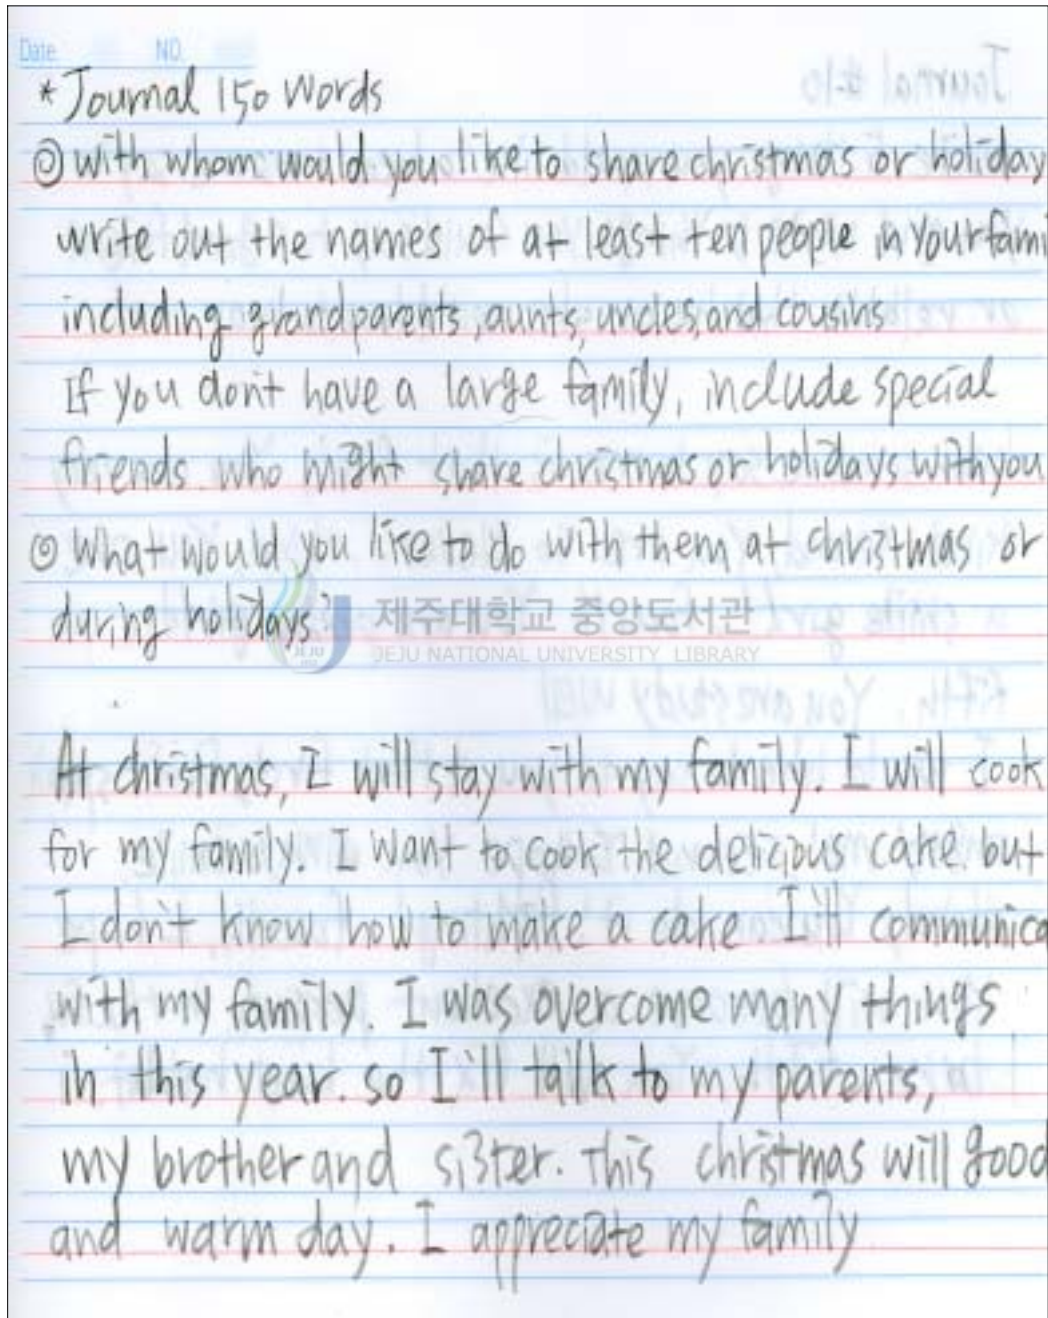 Date. NO.
*Journal 150 words
◎ with whom would you like to share christmas or holiday
write out the names of at least ten people in your fami
including grandparents, aunts, uncles, and cousins
If you don't have a large family, include special
friends who might share christmas or holidays with you
◎ What would you like to do with them at christmas or
during holidays?
제주대학교 중앙도서관
JEJU NATIONAL UNIVERSITY LIBRARY
JEJU
1952
At christmas, I will stay with my family. I will cook
for my family. I want to cook the delicious cake. but
I don't know how to make a cake I'll communica
with my family. I was overcome many things
in this year. so I'll talk to my parents,
my brother and sister. this christmas will good
and warm day. I appreciate my family